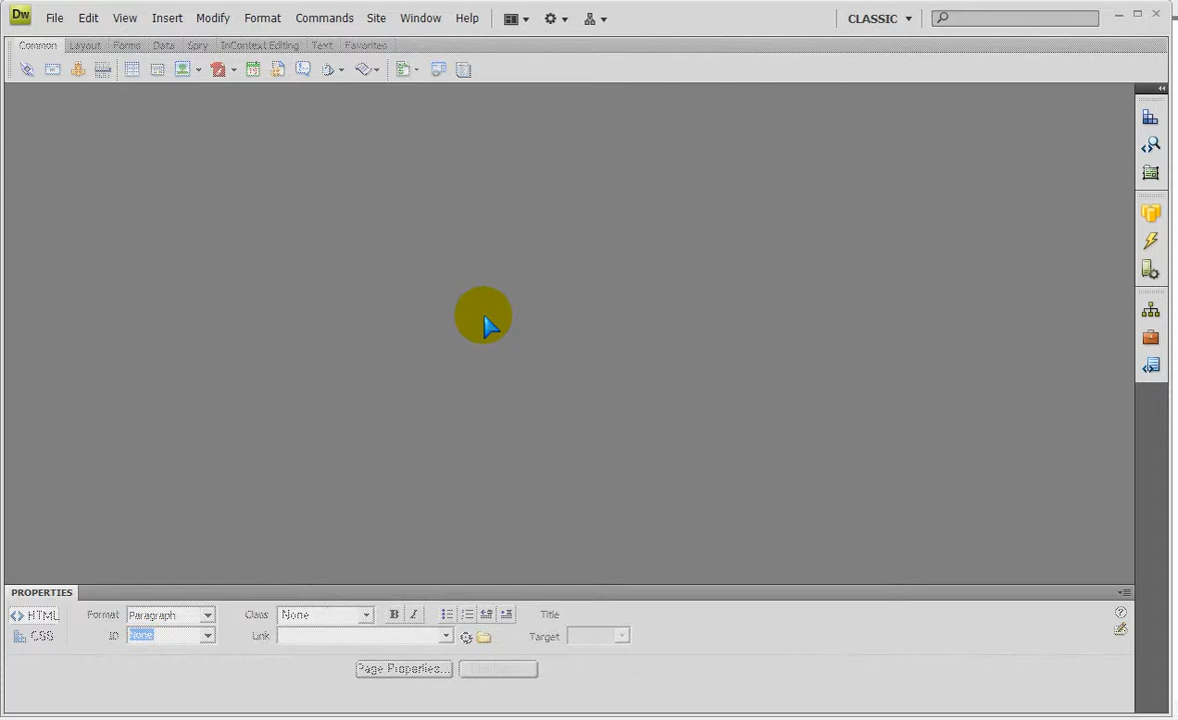 Dw File Edit View Insert Modify Format Commands Site Window Help CLASSIC
Common Layout Forms Data Spry InContext Editing Text Favorites
PROPERTIES
HTML Format Paragraph Class None B I Title
CSS ID None Link Target
Page Properties...